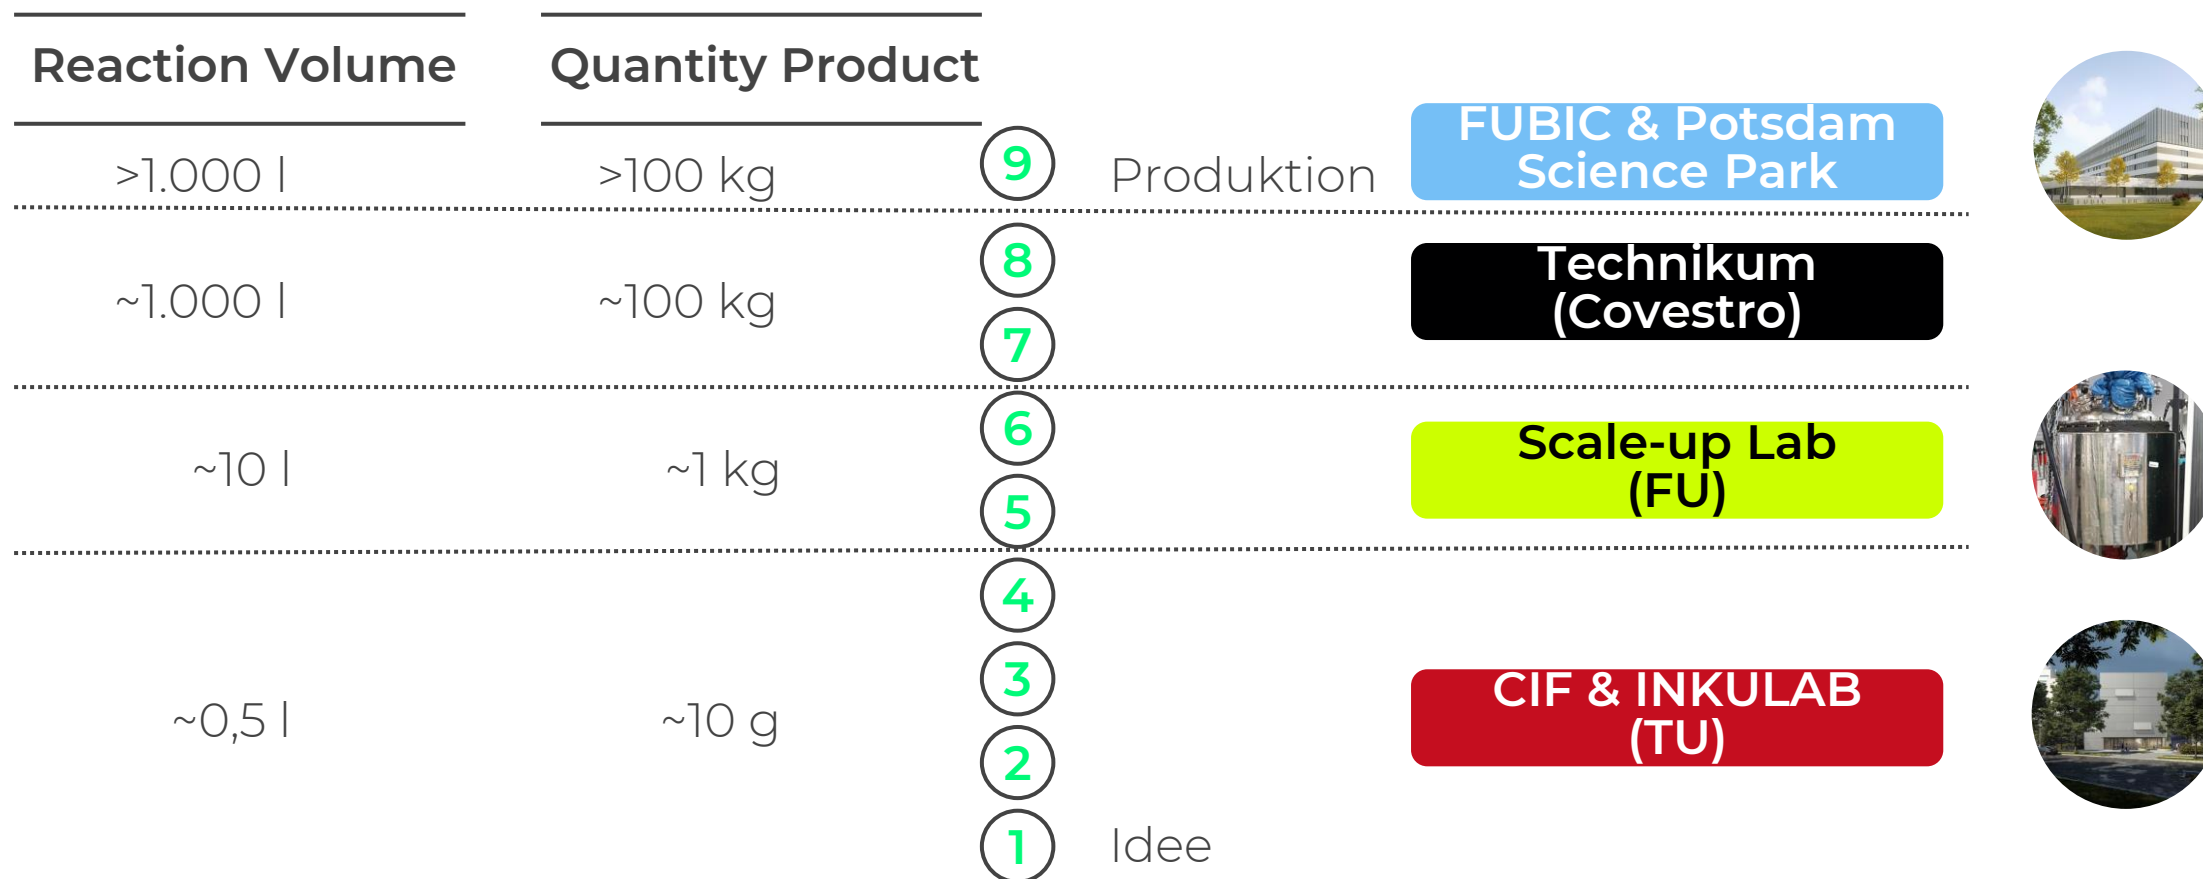 Reaction Volume
Quantity Product
>1.000 l
>100 kg
9
Produktion
FUBIC & Potsdam
Science Park
~1.000 l
~100 kg
8
7
Technikum
(Covestro)
~10 l
~1 kg
6
5
Scale-up Lab
(FU)
~0,5 l
~10 g
4
3
2
1
Idee
CIF & INKULAB
(TU)